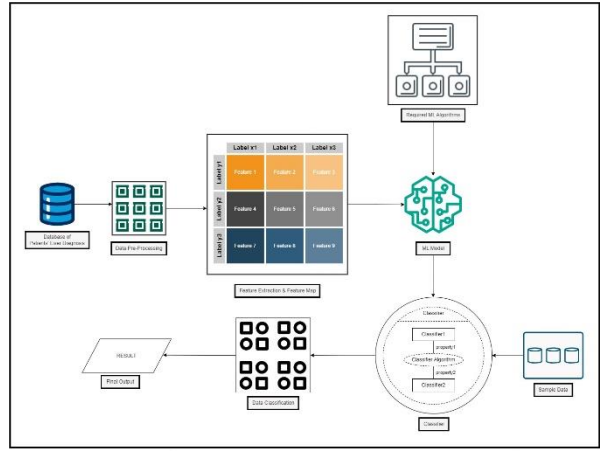 Required ML Algorithms
Label x1 Label x2 Label x3
Label y1
Feature 1 Feature 2 Feature 3
Label y2
Feature 4 Feature 5 Feature 6
Label y3
Feature 7 Feature 8 Feature 9
Database of
Patients' Liver Diagnosis
Data Pre-Processing
Feature Extraction & Feature Map
ML Model
Classifier
Classifier1
property1
Classifier Algorithm
property2
Classifier2
Classifier
Sample Data
Data Classification
RESULT
Final Output